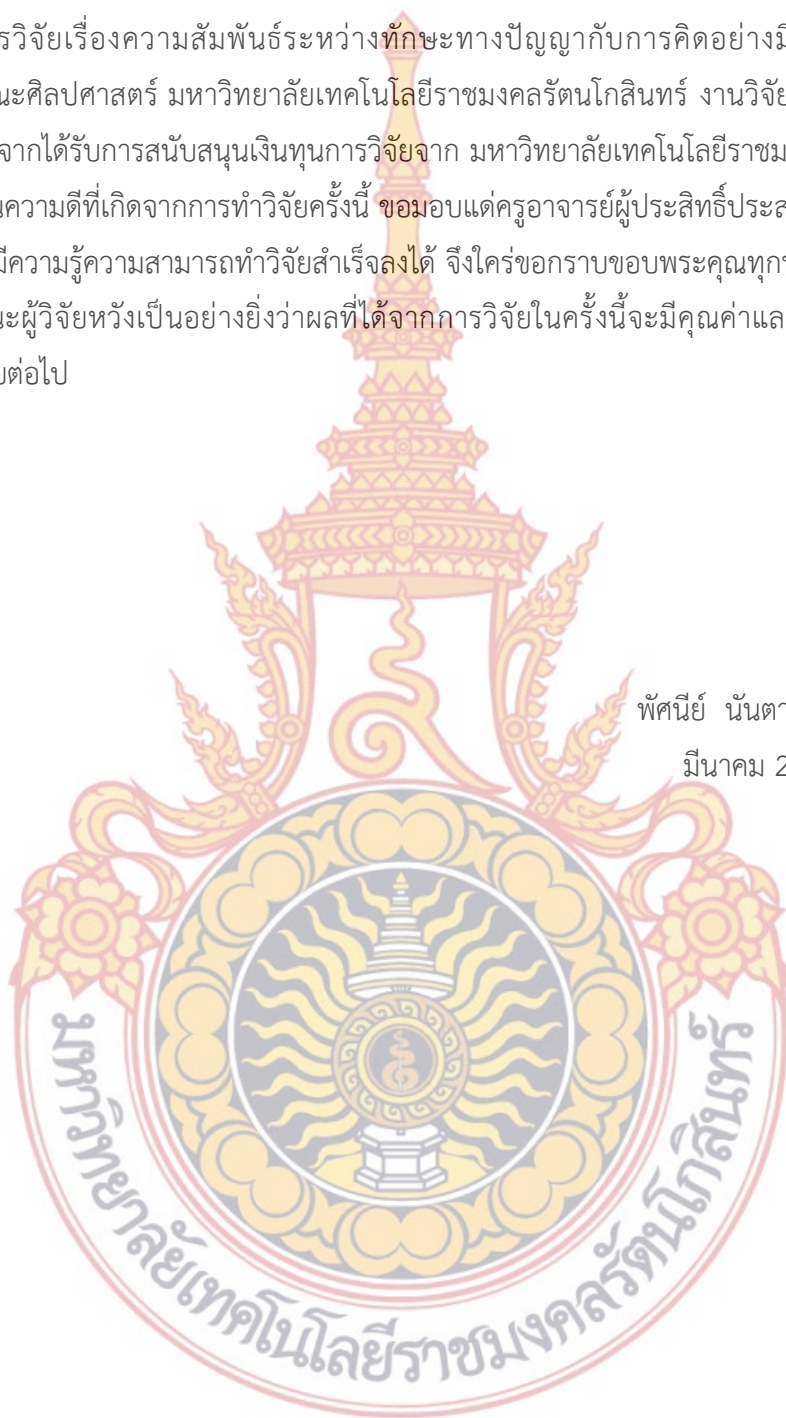 รวิจัยเรื่องความสัมพันธ์ระหว่างทักษะทางปัญญากับการคิดอย่างมี
ณะศิลปศาสตร์ มหาวิทยาลัยเทคโนโลยีราชมงคลรัตนโกสินทร์ งานวิจัย
จากได้รับการสนับสนุนเงินทุนการวิจัยจาก มหาวิทยาลัยเทคโนโลยีราชม
นความดีที่เกิดจากการทำวิจัยครั้งนี้ ขอมอบแด่ครูอาจารย์ผู้ประสิทธิ์ประส
มีความรู้ความสามารถทำวิจัยสำเร็จลงได้ จึงใคร่ขอกราบขอบพระคุณทุก
ณะผู้วิจัยหวังเป็นอย่างยิ่งว่าผลที่ได้จากการวิจัยในครั้งนี้จะมีคุณค่าแล
ยต่อไป
พัศนีย์ นันตา
มีนาคม 2
มหาวิทยาลัยเทคโนโลยีราชมงคลรัตนโกสินทร์